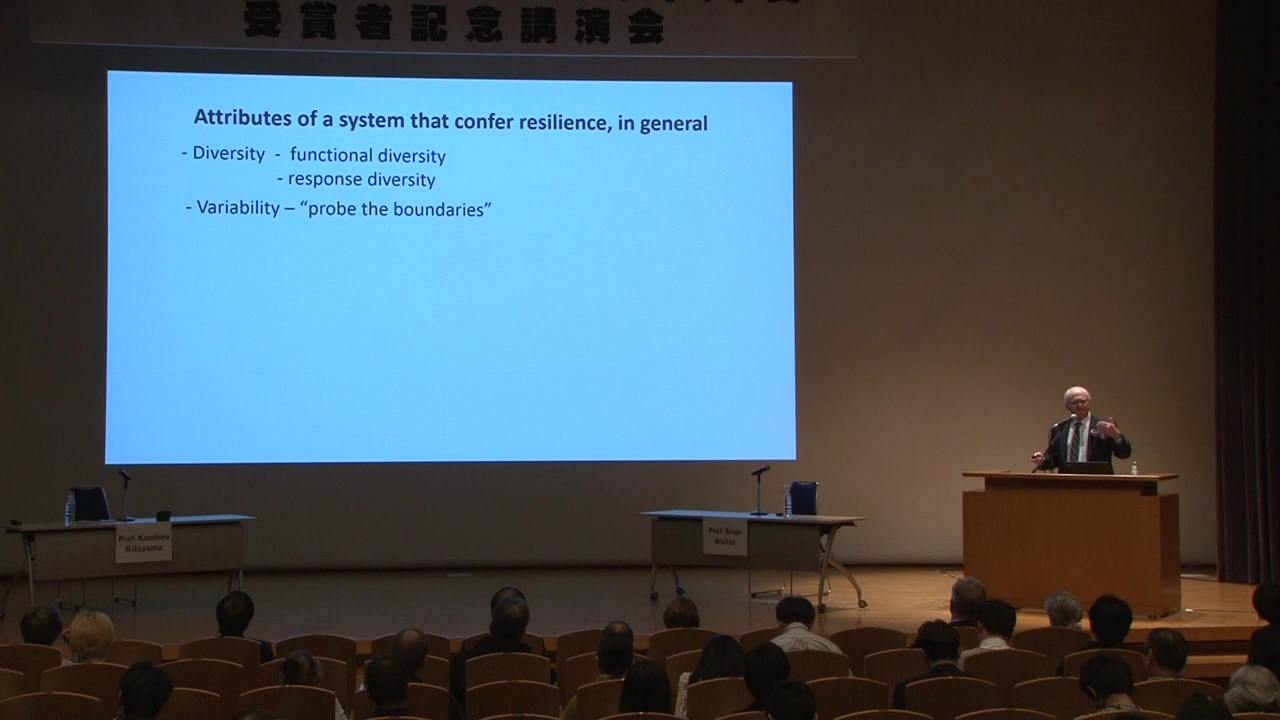 受賞者記念講演会
Attributes of a system that confer resilience, in general
- Diversity - functional diversity
- response diversity
- Variability – “probe the boundaries”
Prof. Kanehiro
Kitayama
Prof. Brian
Walker